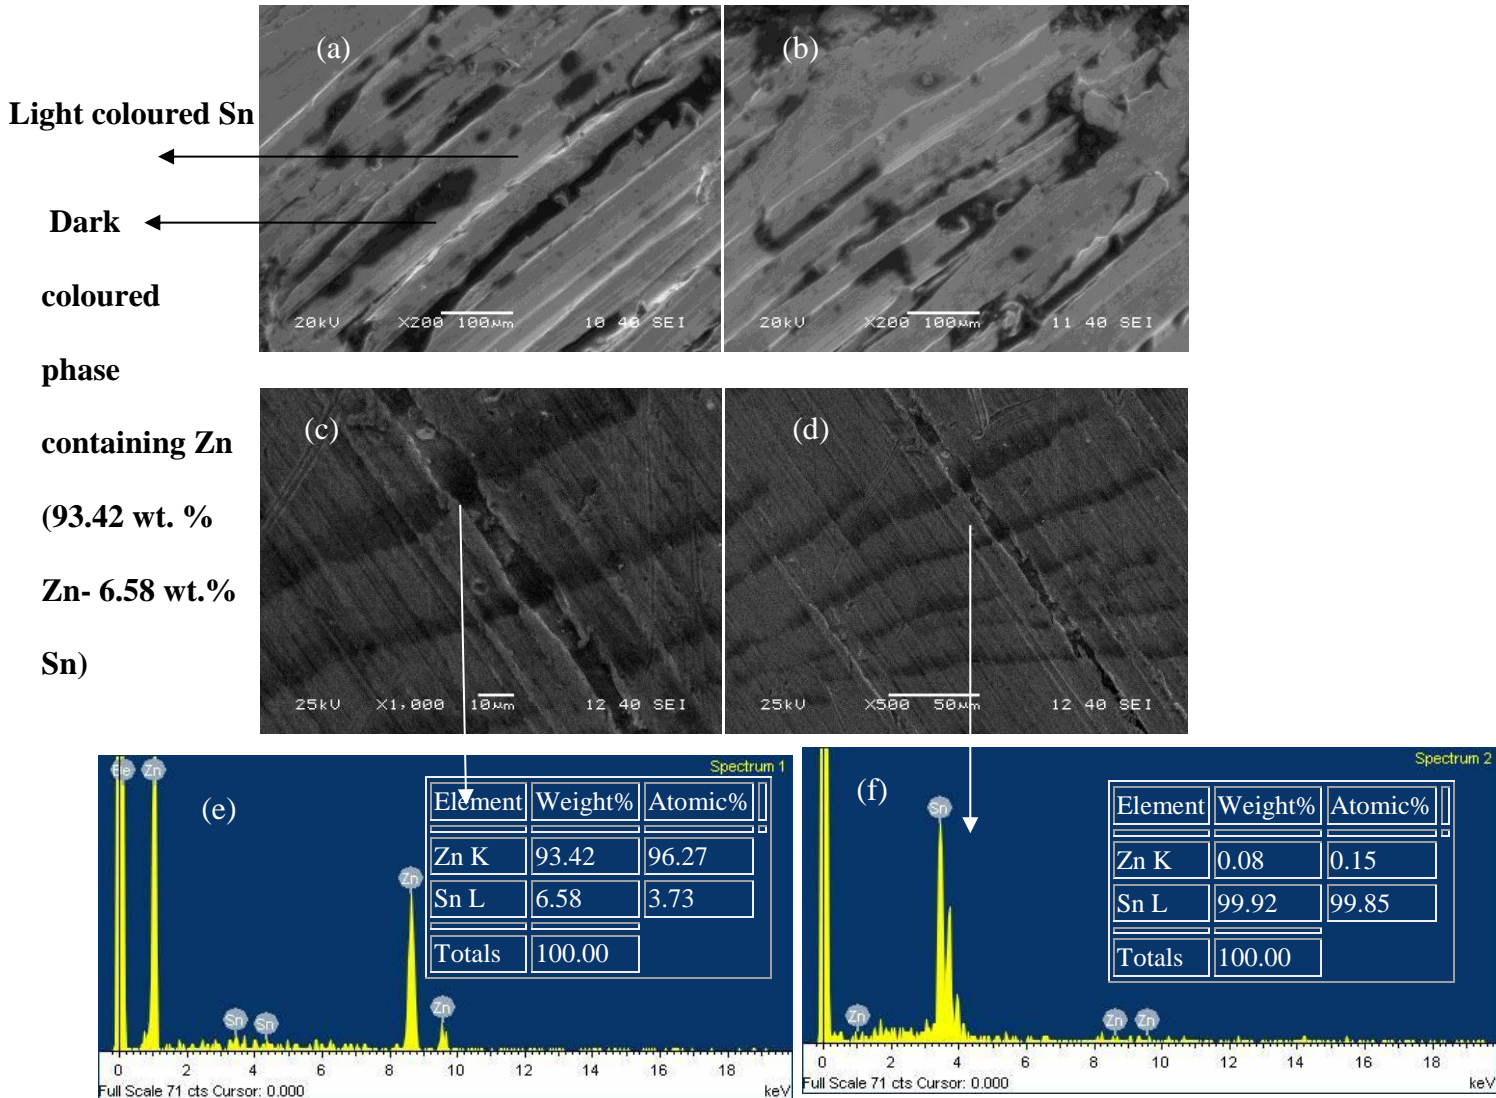 (a)
(b)
Light coloured Sn
Dark
coloured
phase
containing Zn
(93.42 wt. %
Zn- 6.58 wt.%
Sn)
20kV X200 100µm 10 40 SEI
20kV X200 100µm 11 40 SEI
(c)
(d)
25kV X1,000 10µm 12 40 SEI
25kV X500 50µm 12 40 SEI
Spectrum 1
(e)
Zn
Element Weight% Atomic%
Zn K 93.42 96.27
Sn L 6.58 3.73
Totals 100.00
Zn
Zn
Sn Sn
0 2 4 6 8 10 12 14 16 18
Full Scale 71 cts Cursor: 0.000 keV
Spectrum 2
(f)
Sn
Element Weight% Atomic%
Zn K 0.08 0.15
Sn L 99.92 99.85
Totals 100.00
Zn Zn Zn
0 2 4 6 8 10 12 14 16 18
Full Scale 71 cts Cursor: 0.000 keV